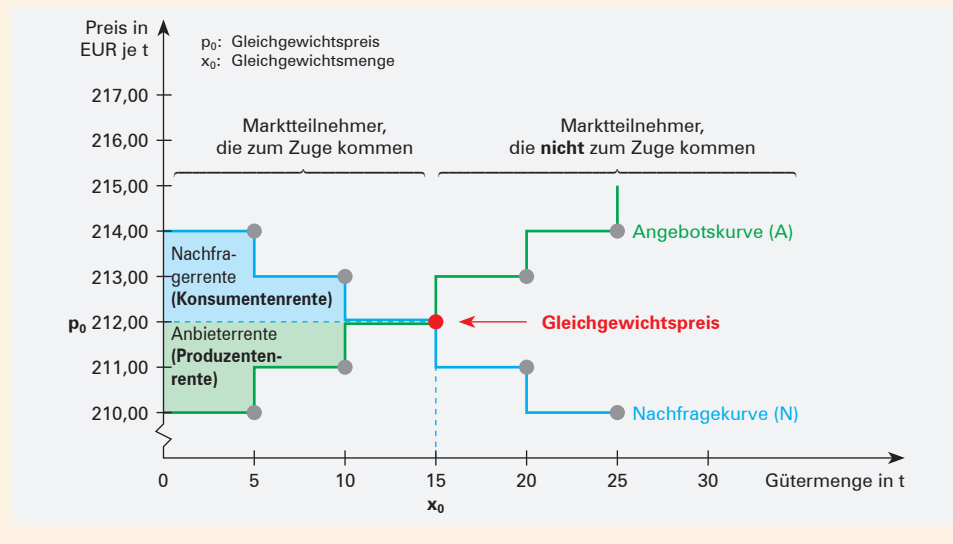 Preis in
EUR je t
p₀: Gleichgewichtspreis
x₀: Gleichgewichtsmenge
217,00
216,00
215,00
214,00
213,00
p₀ 212,00
211,00
210,00
Marktteilnehmer,
die zum Zuge kommen
Marktteilnehmer,
die nicht zum Zuge kommen
Nachfra-
gerrente
(Konsumentenrente)
Anbieterrente
(Produzenten-
rente)
Angebotskurve (A)
Gleichgewichtspreis
Nachfragekurve (N)
0 5 10 15 20 25 30 Gütermenge in t
x₀